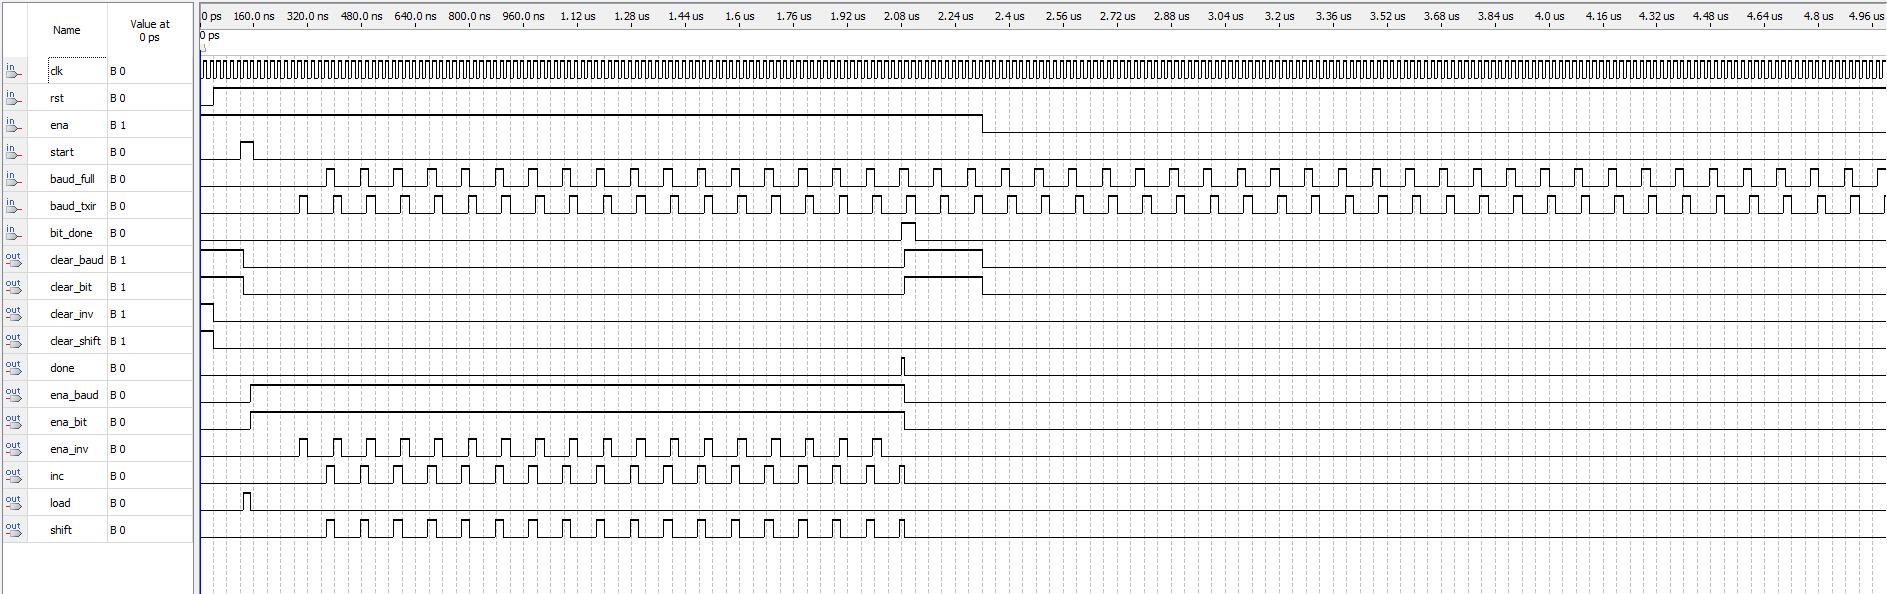 Name
Value at
0 ps
0 ps 160.0 ns 320.0 ns 480.0 ns 640.0 ns 800.0 ns 960.0 ns 1.12 us 1.28 us 1.44 us 1.6 us 1.76 us 1.92 us 2.08 us 2.24 us 2.4 us 2.56 us 2.72 us 2.88 us 3.04 us 3.2 us 3.36 us 3.52 us 3.68 us 3.84 us 4.0 us 4.16 us 4.32 us 4.48 us 4.64 us 4.8 us 4.96 us
0 ps
in clk B 0
in rst B 0
in ena B 1
in start B 0
in baud_full B 0
in baud_txir B 0
in bit_done B 0
out clear_baud B 1
out clear_bit B 1
out clear_inv B 1
out clear_shift B 1
out done B 0
out ena_baud B 0
out ena_bit B 0
out ena_inv B 0
out inc B 0
out load B 0
out shift B 0